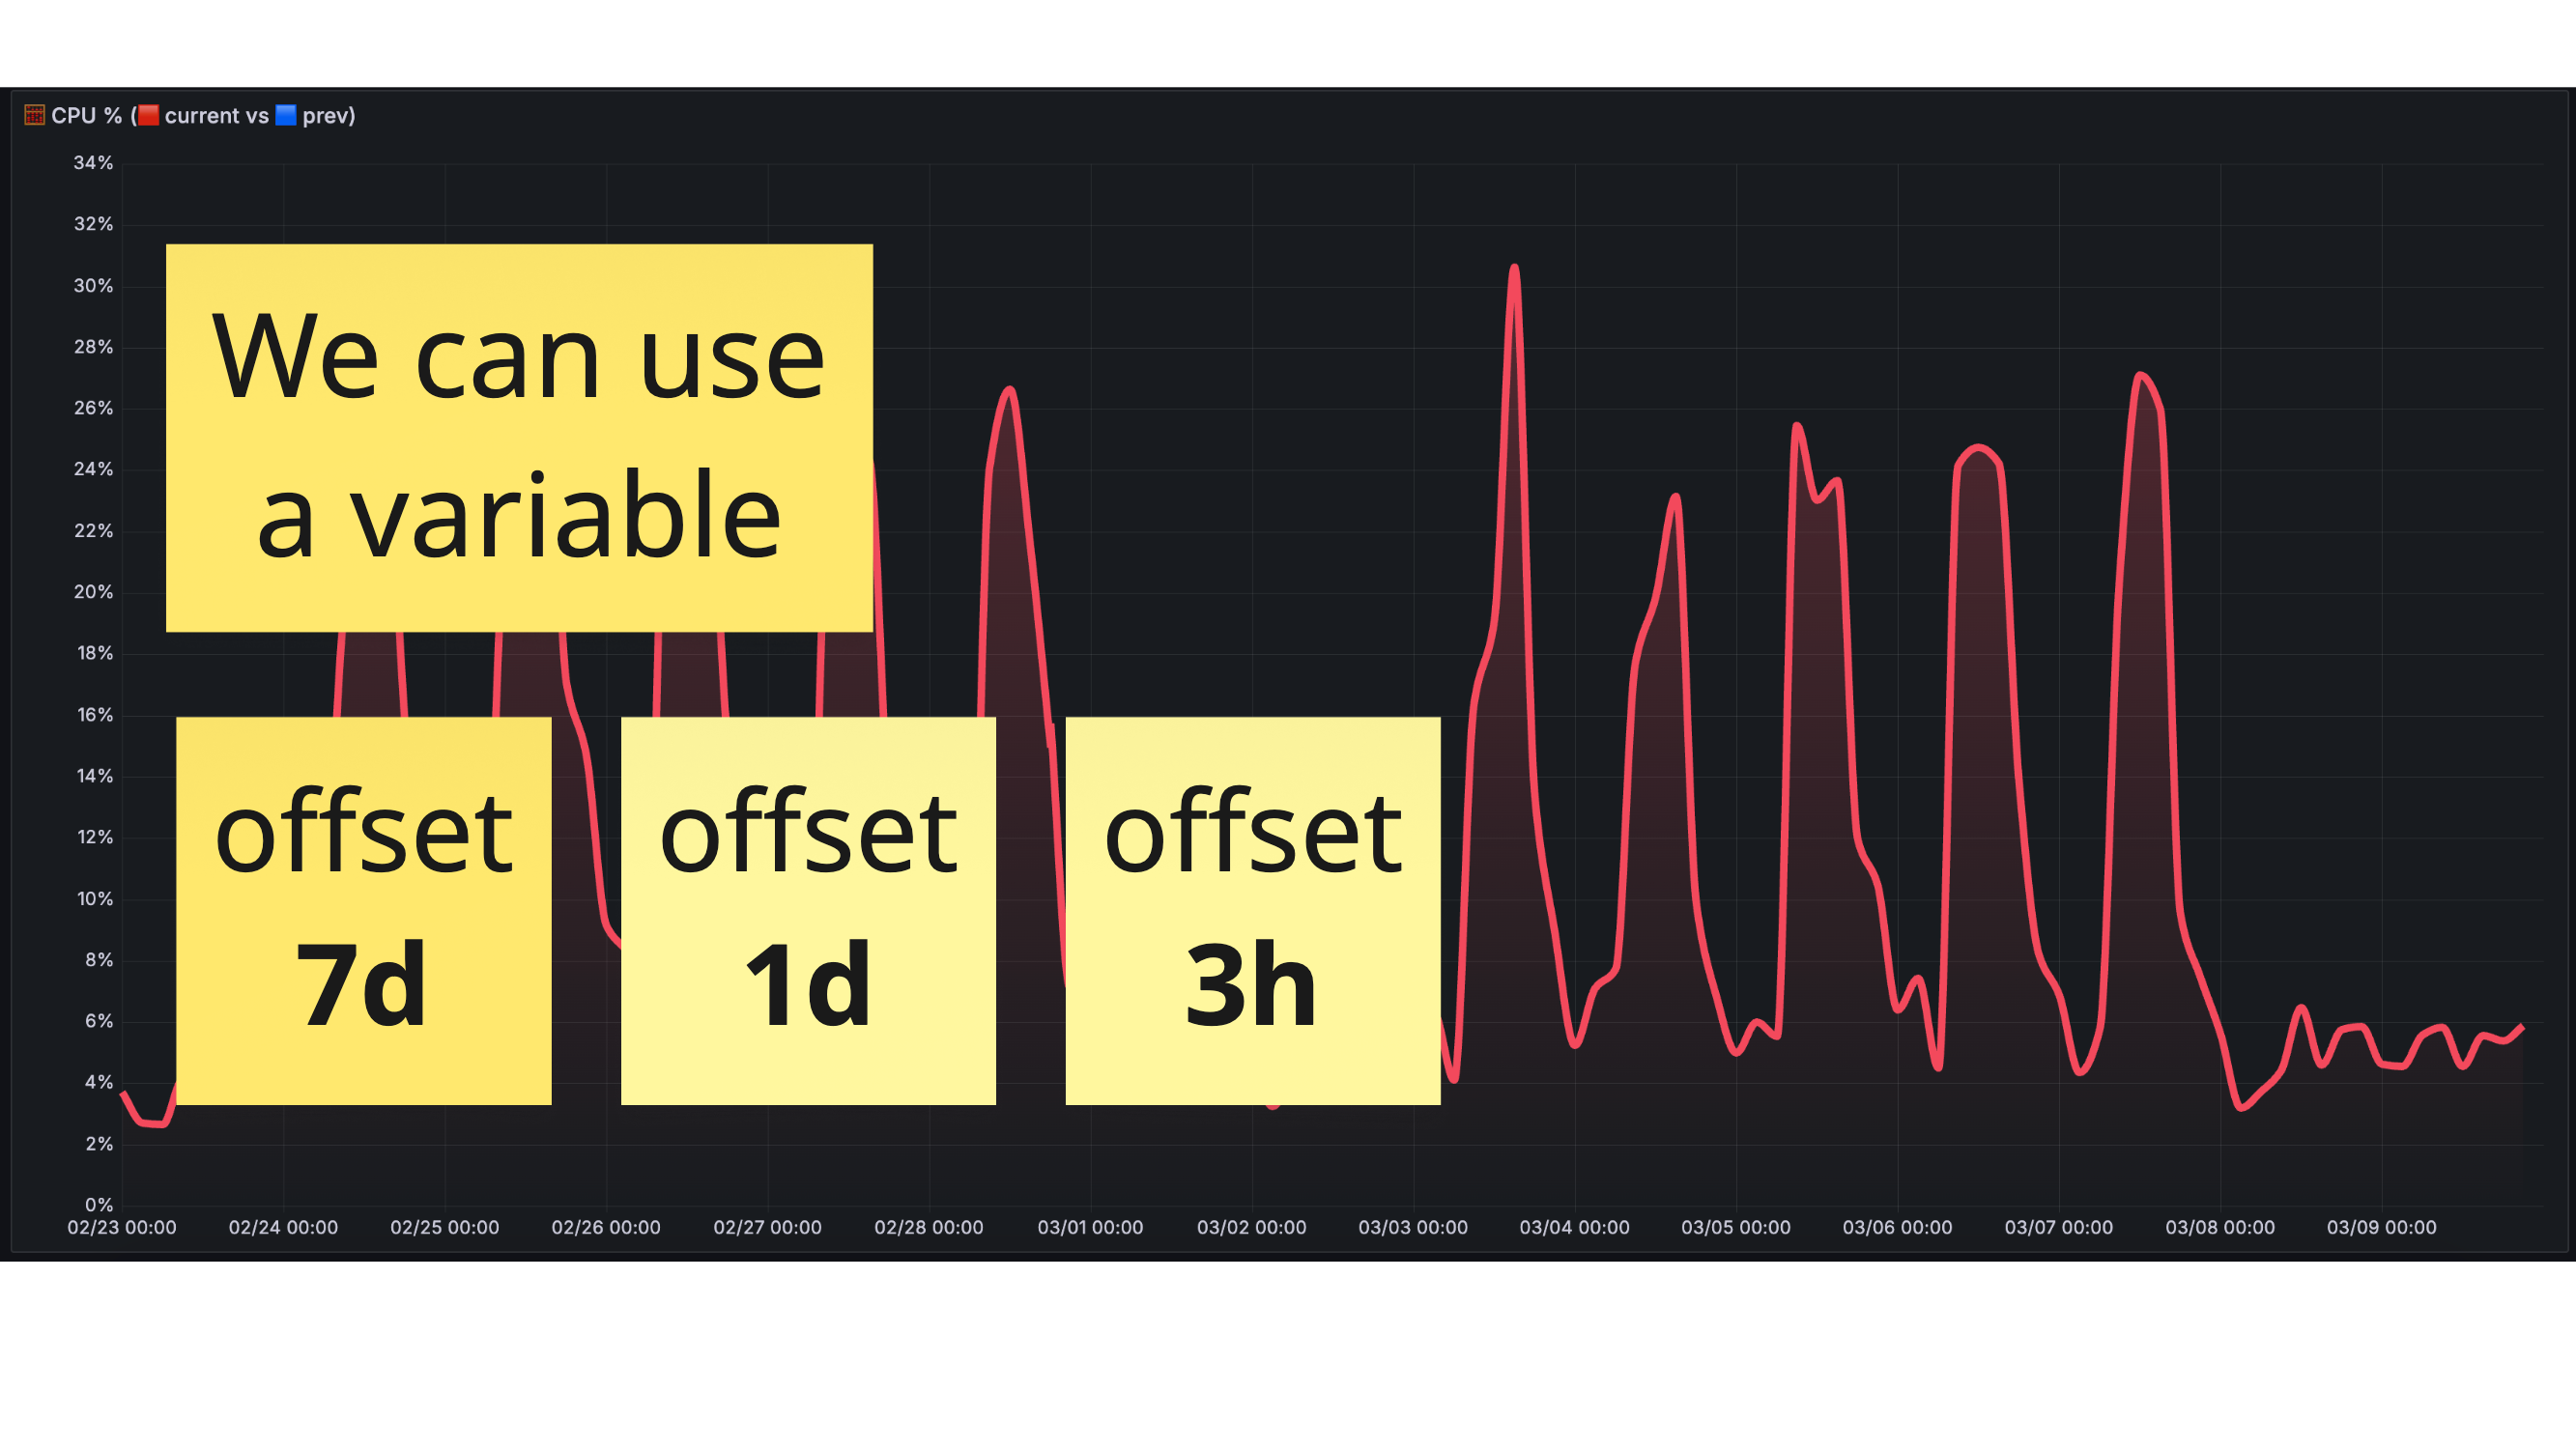 CPU % (🟥 current vs 🟦 prev)
34%
32%
30%
28%
26%
24%
22%
20%
18%
16%
14%
12%
10%
8%
6%
4%
2%
0%
We can use
a variable
offset
7d
offset
1d
offset
3h
02/23 00:00 02/24 00:00 02/25 00:00 02/26 00:00 02/27 00:00 02/28 00:00 03/01 00:00 03/02 00:00 03/03 00:00 03/04 00:00 03/05 00:00 03/06 00:00 03/07 00:00 03/08 00:00 03/09 00:00